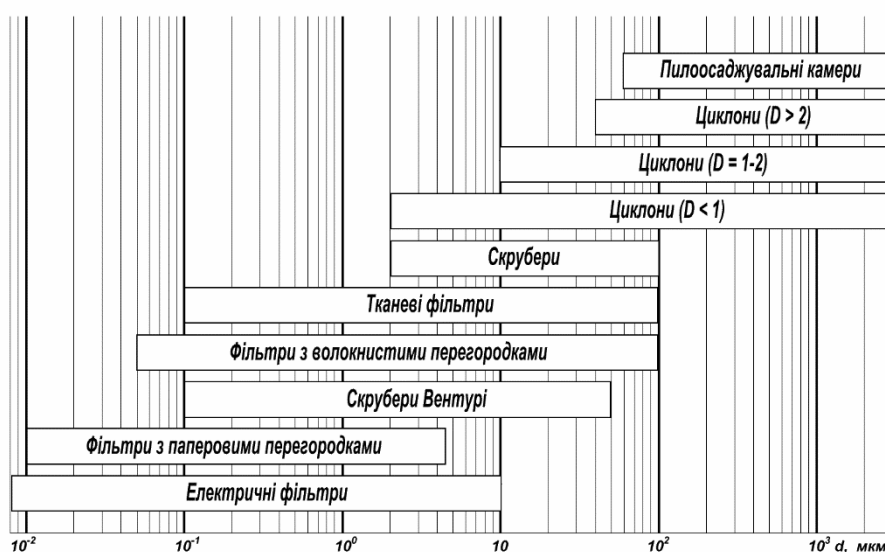 Пилоосаджувальні камери
Циклони (D > 2)
Циклони (D = 1-2)
Циклони (D < 1)
Скрубери
Тканеві фільтри
Фільтри з волокнистими перегородками
Скрубери Вентурі
Фільтри з паперовими перегородками
Електричні фільтри
10⁻² 10⁻¹ 10⁰ 10 10² 10³ d, мкм